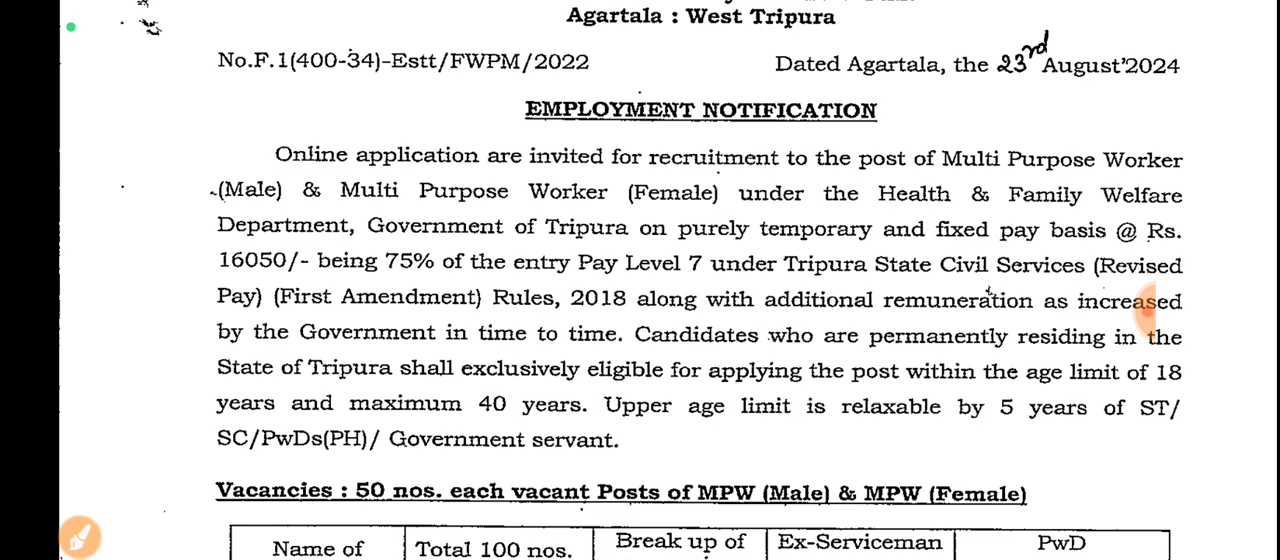 Agartala : West Tripura
No.F.1(400-34)-Estt/FWPM/2022 Dated Agartala, the 23rd August'2024
EMPLOYMENT NOTIFICATION
Online application are invited for recruitment to the post of Multi Purpose Worker
(Male) & Multi Purpose Worker (Female) under the Health & Family Welfare
Department, Government of Tripura on purely temporary and fixed pay basis @ Rs.
16050/- being 75% of the entry Pay Level 7 under Tripura State Civil Services (Revised
Pay) (First Amendment) Rules, 2018 along with additional remuneration as increased
by the Government in time to time. Candidates who are permanently residing in the
State of Tripura shall exclusively eligible for applying the post within the age limit of 18
years and maximum 40 years. Upper age limit is relaxable by 5 years of ST/
SC/PwDs(PH)/ Government servant.
Vacancies : 50 nos. each vacant Posts of MPW (Male) & MPW (Female)
Name of Total 100 nos. Break up of Ex-Serviceman PwD